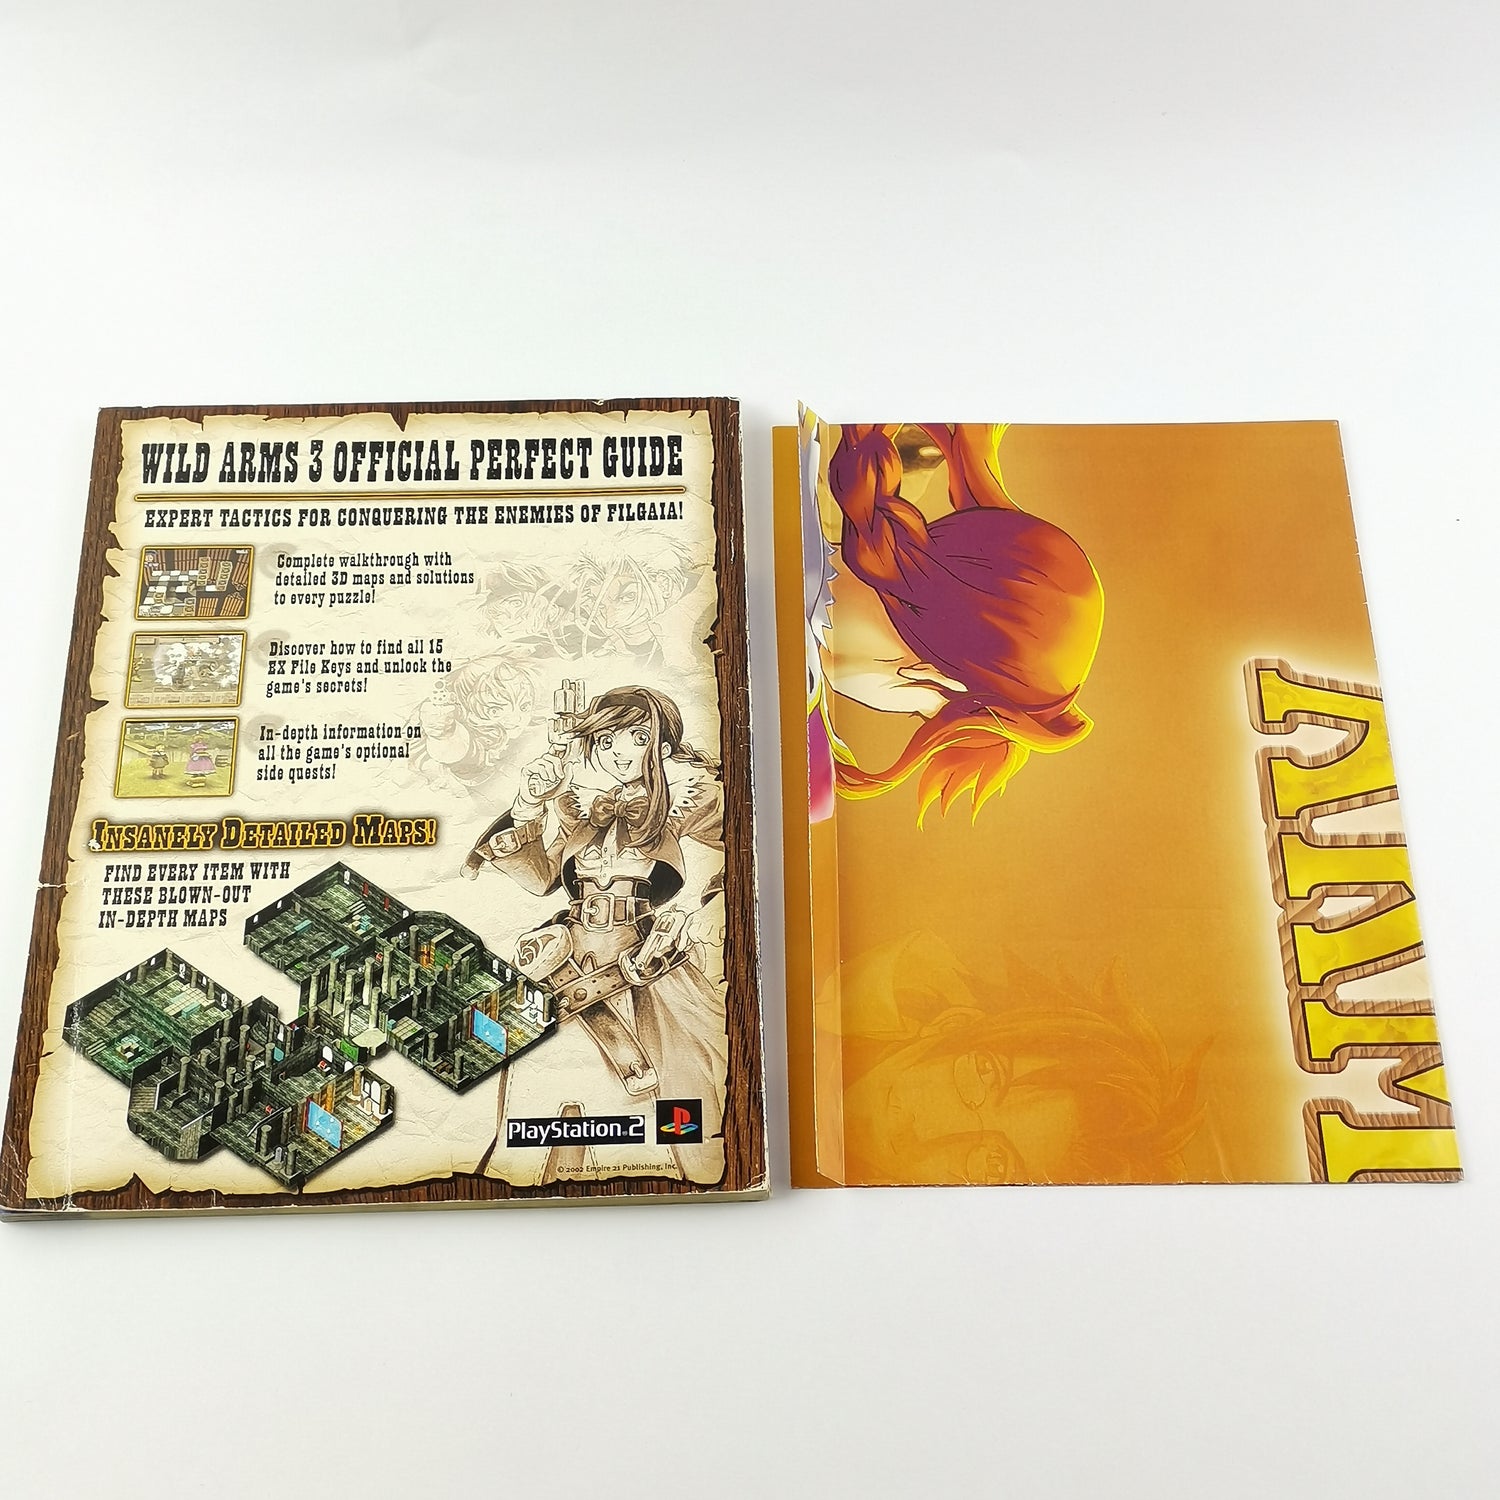 WILD ARMS 3 OFFICIAL PERFECT GUIDE
EXPERT TACTICS FOR CONQUERING THE ENEMIES OF FILGAIA!
Complete walkthrough with
detailed 3D maps and solutions
to every puzzle!
Discover how to find all 15
EX File Keys and unlock the
game's secrets!
In-depth information on
all the game's optional
side quests!
INSANELY DETAILED MAPS!
FIND EVERY ITEM WITH
THESE BLOWN-OUT
IN-DEPTH MAPS
PlayStation.2
© 2002 Empire 21 Publishing, Inc.